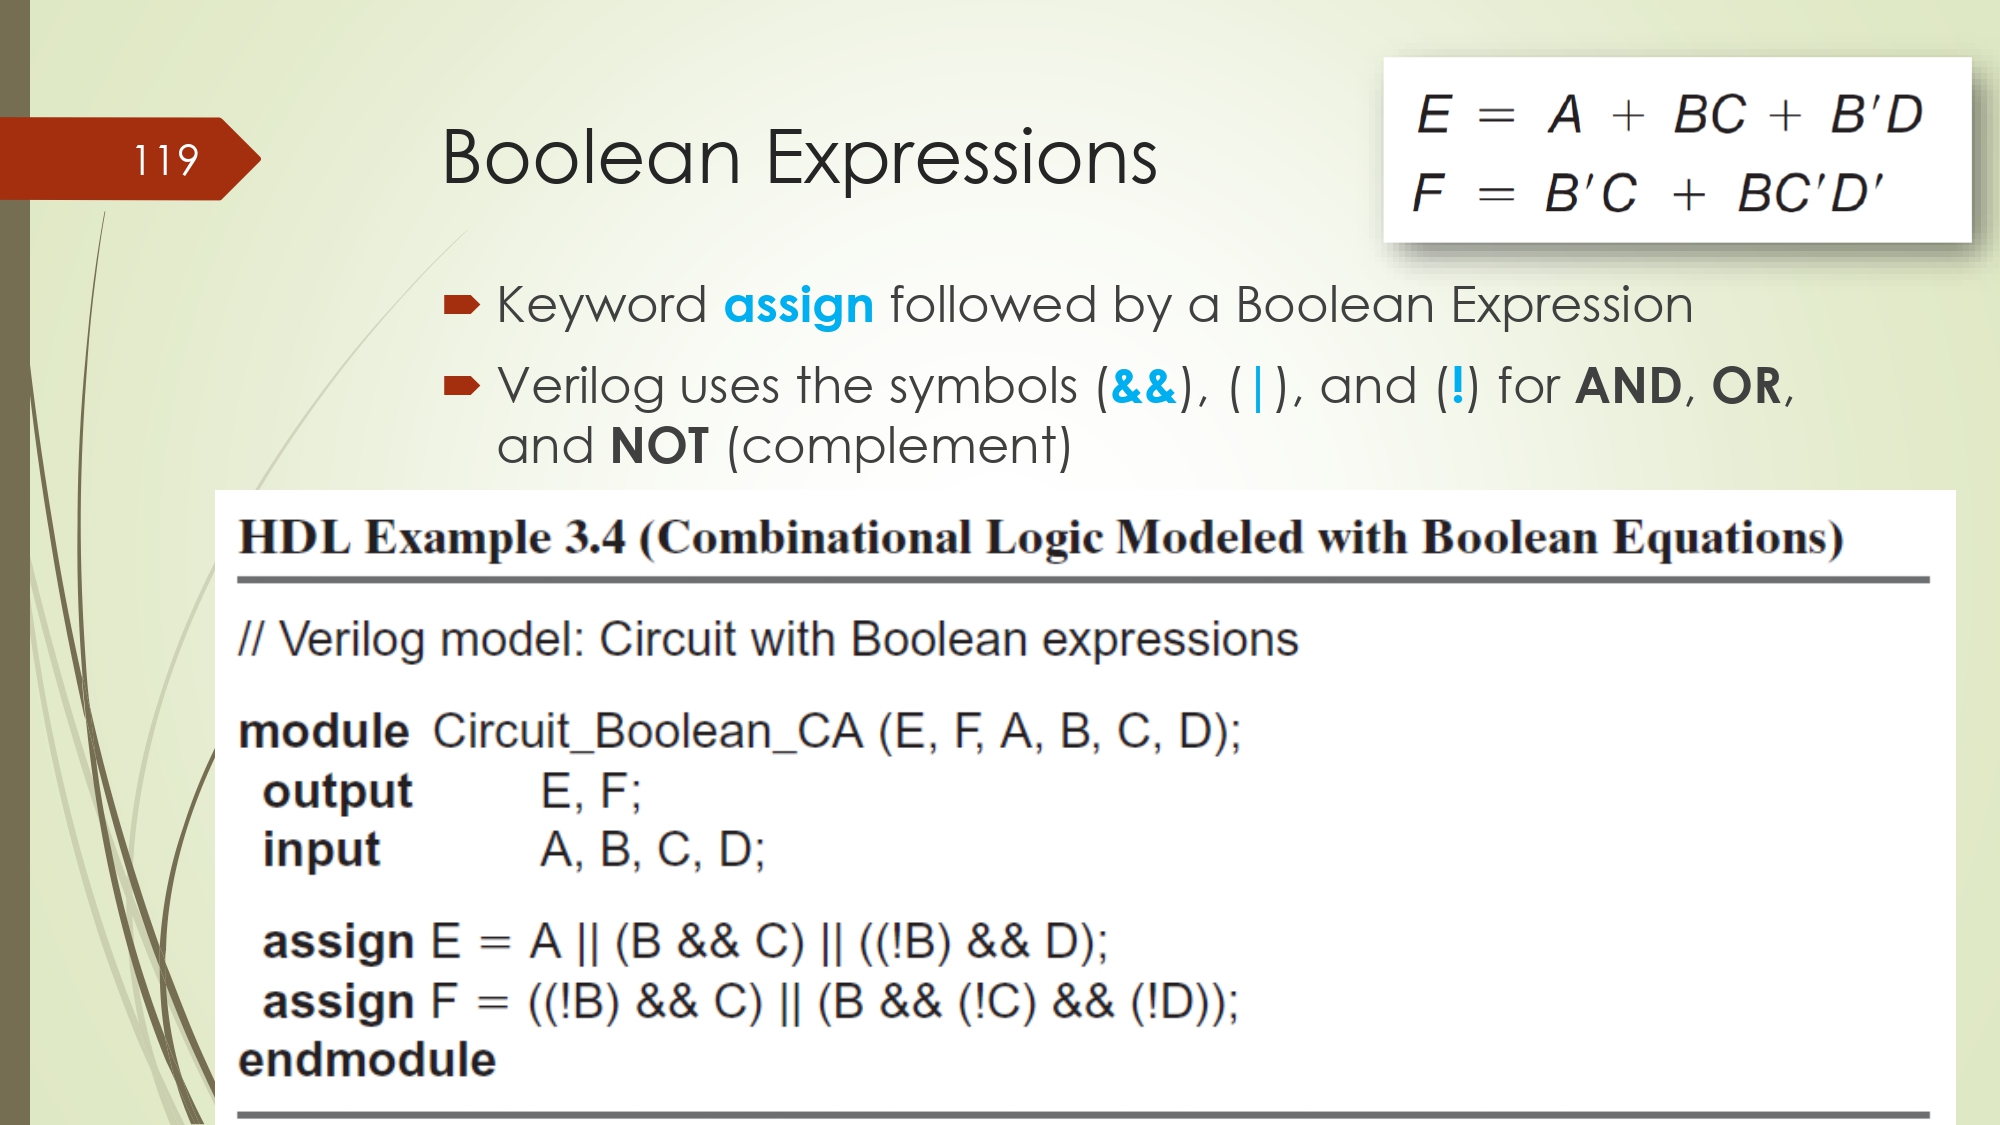 119
Boolean Expressions
E = A + BC + B′D
F = B′C + BC′D′
Keyword assign followed by a Boolean Expression
Verilog uses the symbols (&&), (|), and (!) for AND, OR,
and NOT (complement)
HDL Example 3.4 (Combinational Logic Modeled with Boolean Equations)
// Verilog model: Circuit with Boolean expressions
module Circuit_Boolean_CA (E, F, A, B, C, D);
output E, F;
input A, B, C, D;
assign E = A || (B && C) || ((!B) && D);
assign F = ((!B) && C) || (B && (!C) && (!D));
endmodule